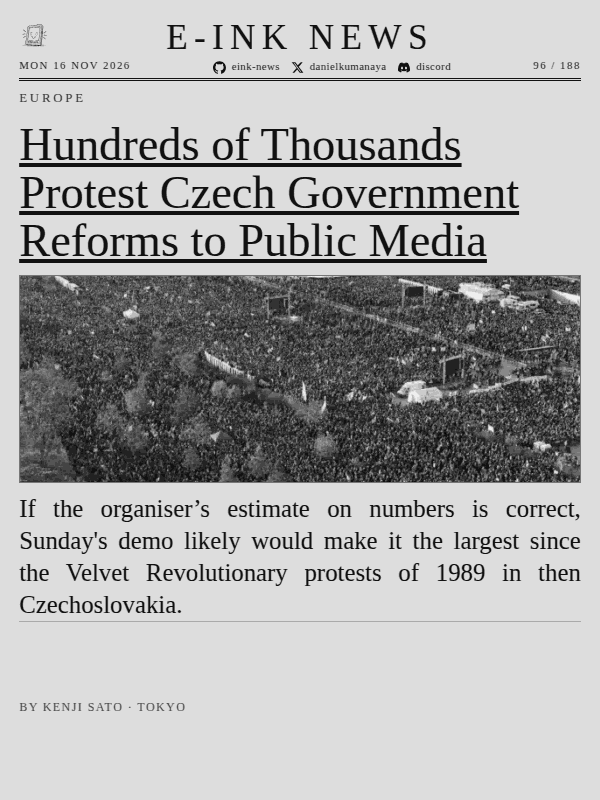 E-INK NEWS
MON 16 NOV 2026
eink-news
danielkumanaya
discord
96 / 188
EUROPE
Hundreds of Thousands
Protest Czech Government
Reforms to Public Media
If the organiser’s estimate on numbers is correct,
Sunday's demo likely would make it the largest since
the Velvet Revolutionary protests of 1989 in then
Czechoslovakia.
BY KENJI SATO · TOKYO